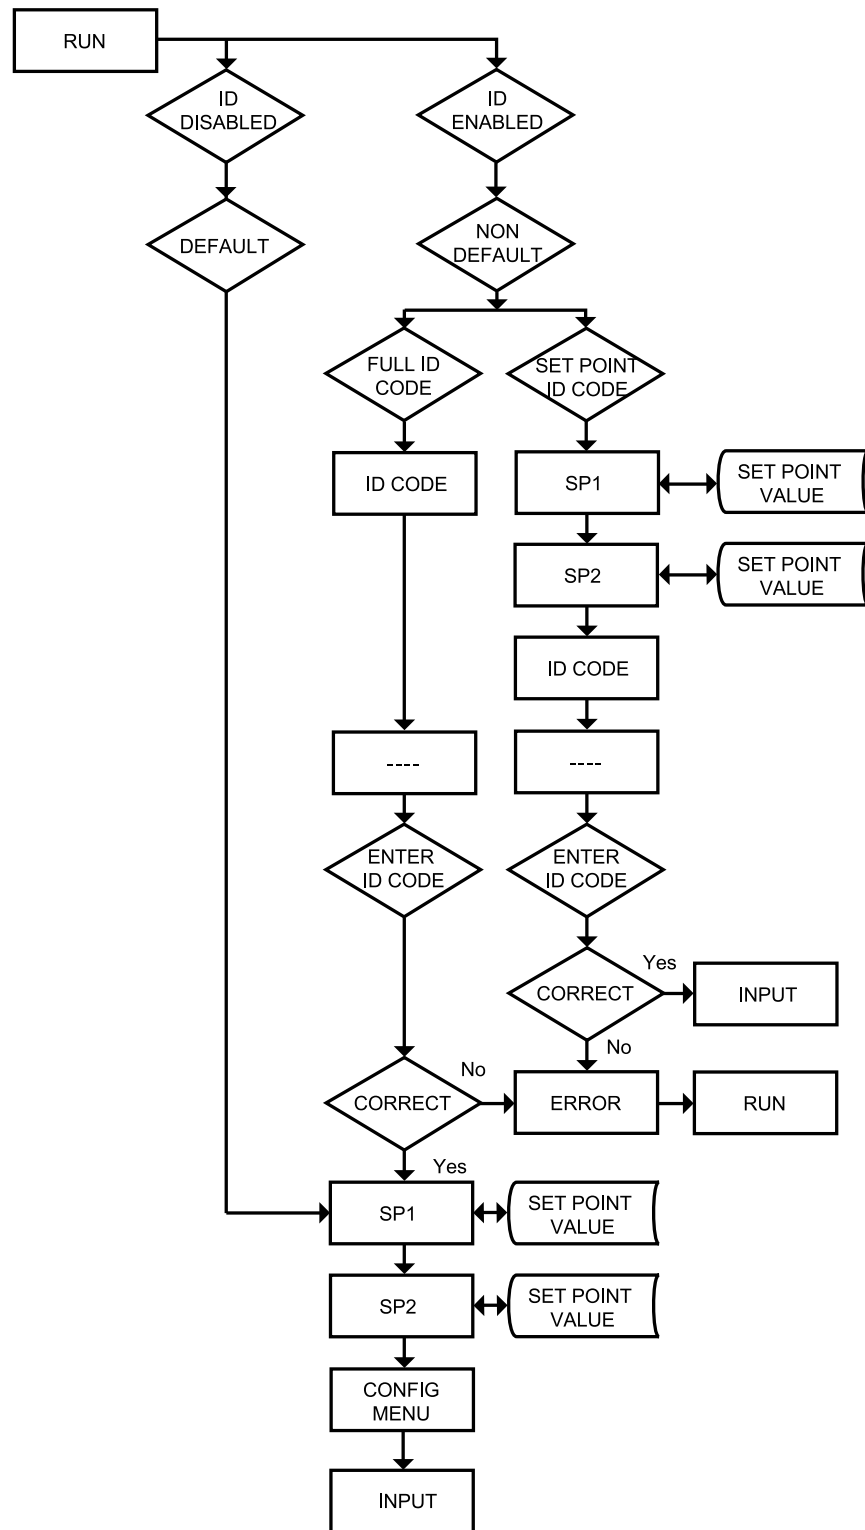 RUN
ID
DISABLED
ID
ENABLED
DEFAULT
NON
DEFAULT
FULL ID
CODE
SET POINT
ID CODE
ID CODE
SP1
SET POINT
VALUE
SP2
SET POINT
VALUE
ID CODE
----
----
ENTER
ID CODE
ENTER
ID CODE
Yes
CORRECT
INPUT
No
No
CORRECT
ERROR
RUN
Yes
SP1
SET POINT
VALUE
SP2
SET POINT
VALUE
CONFIG
MENU
INPUT